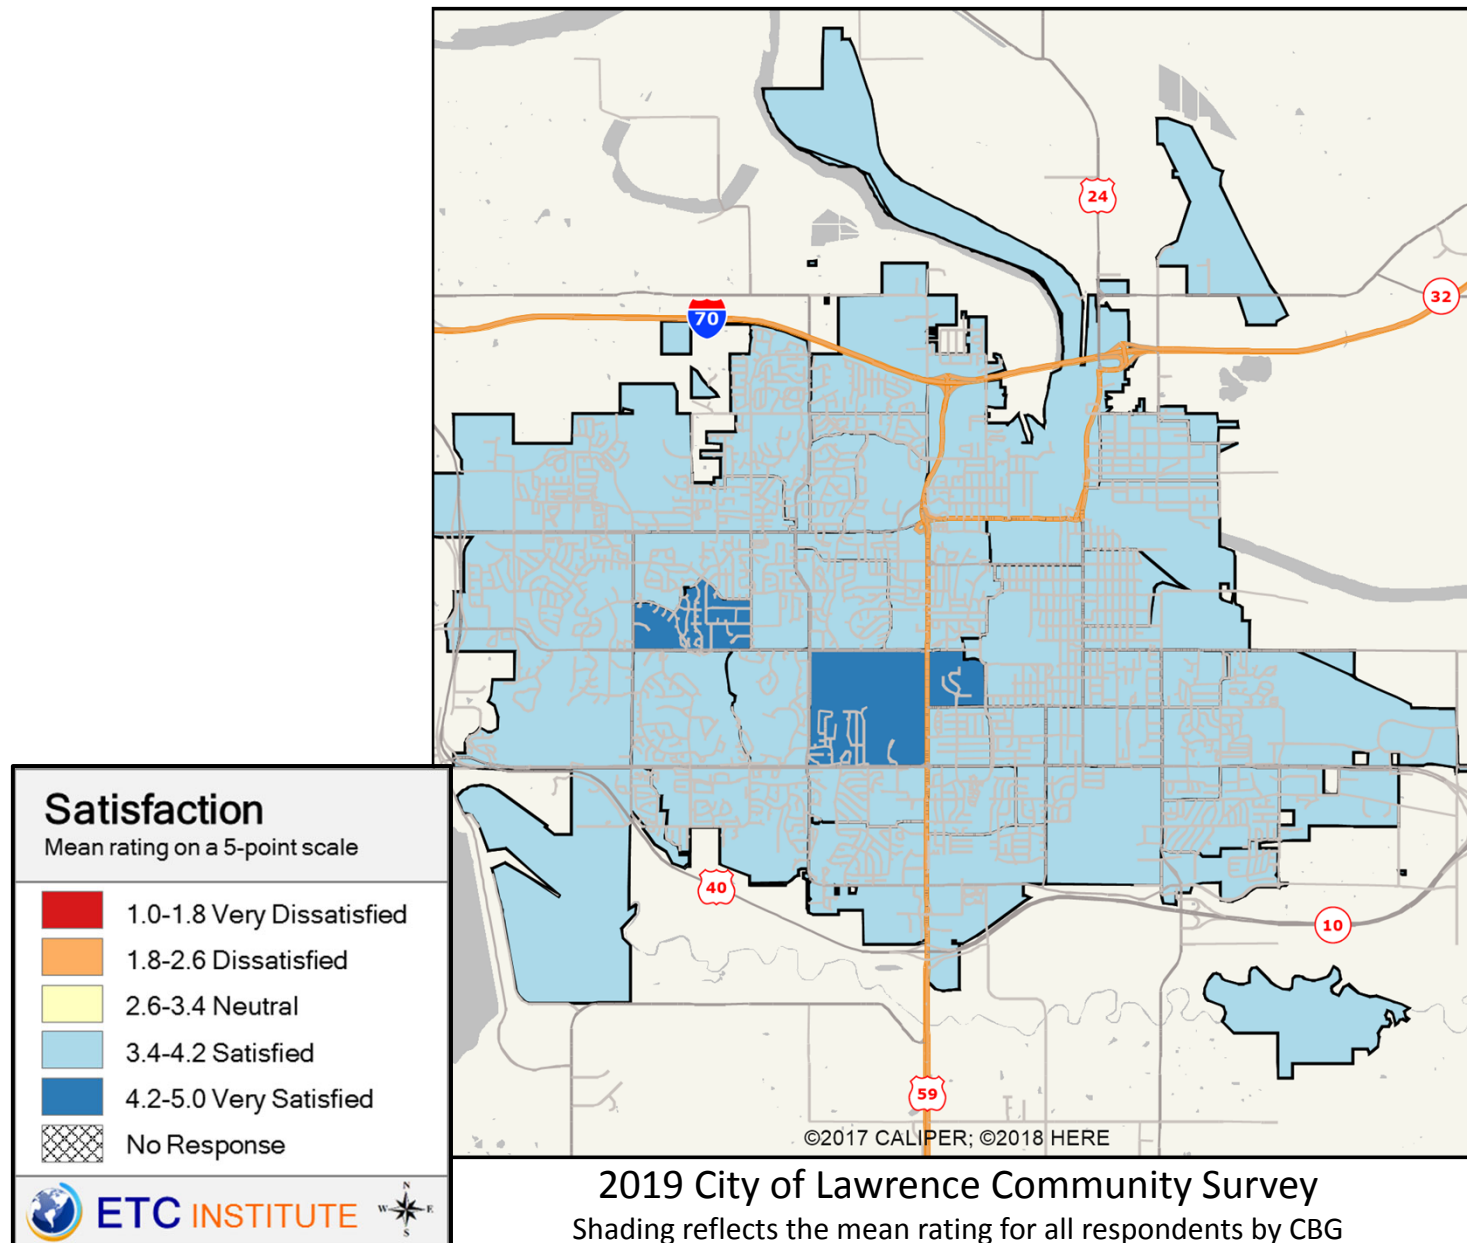 24
32
70
40
10
59
©2017 CALIPER; ©2018 HERE
Satisfaction
Mean rating on a 5-point scale
1.0-1.8 Very Dissatisfied
1.8-2.6 Dissatisfied
2.6-3.4 Neutral
3.4-4.2 Satisfied
4.2-5.0 Very Satisfied
No Response
ETC INSTITUTE
N
W E
S
2019 City of Lawrence Community Survey
Shading reflects the mean rating for all respondents by CBG